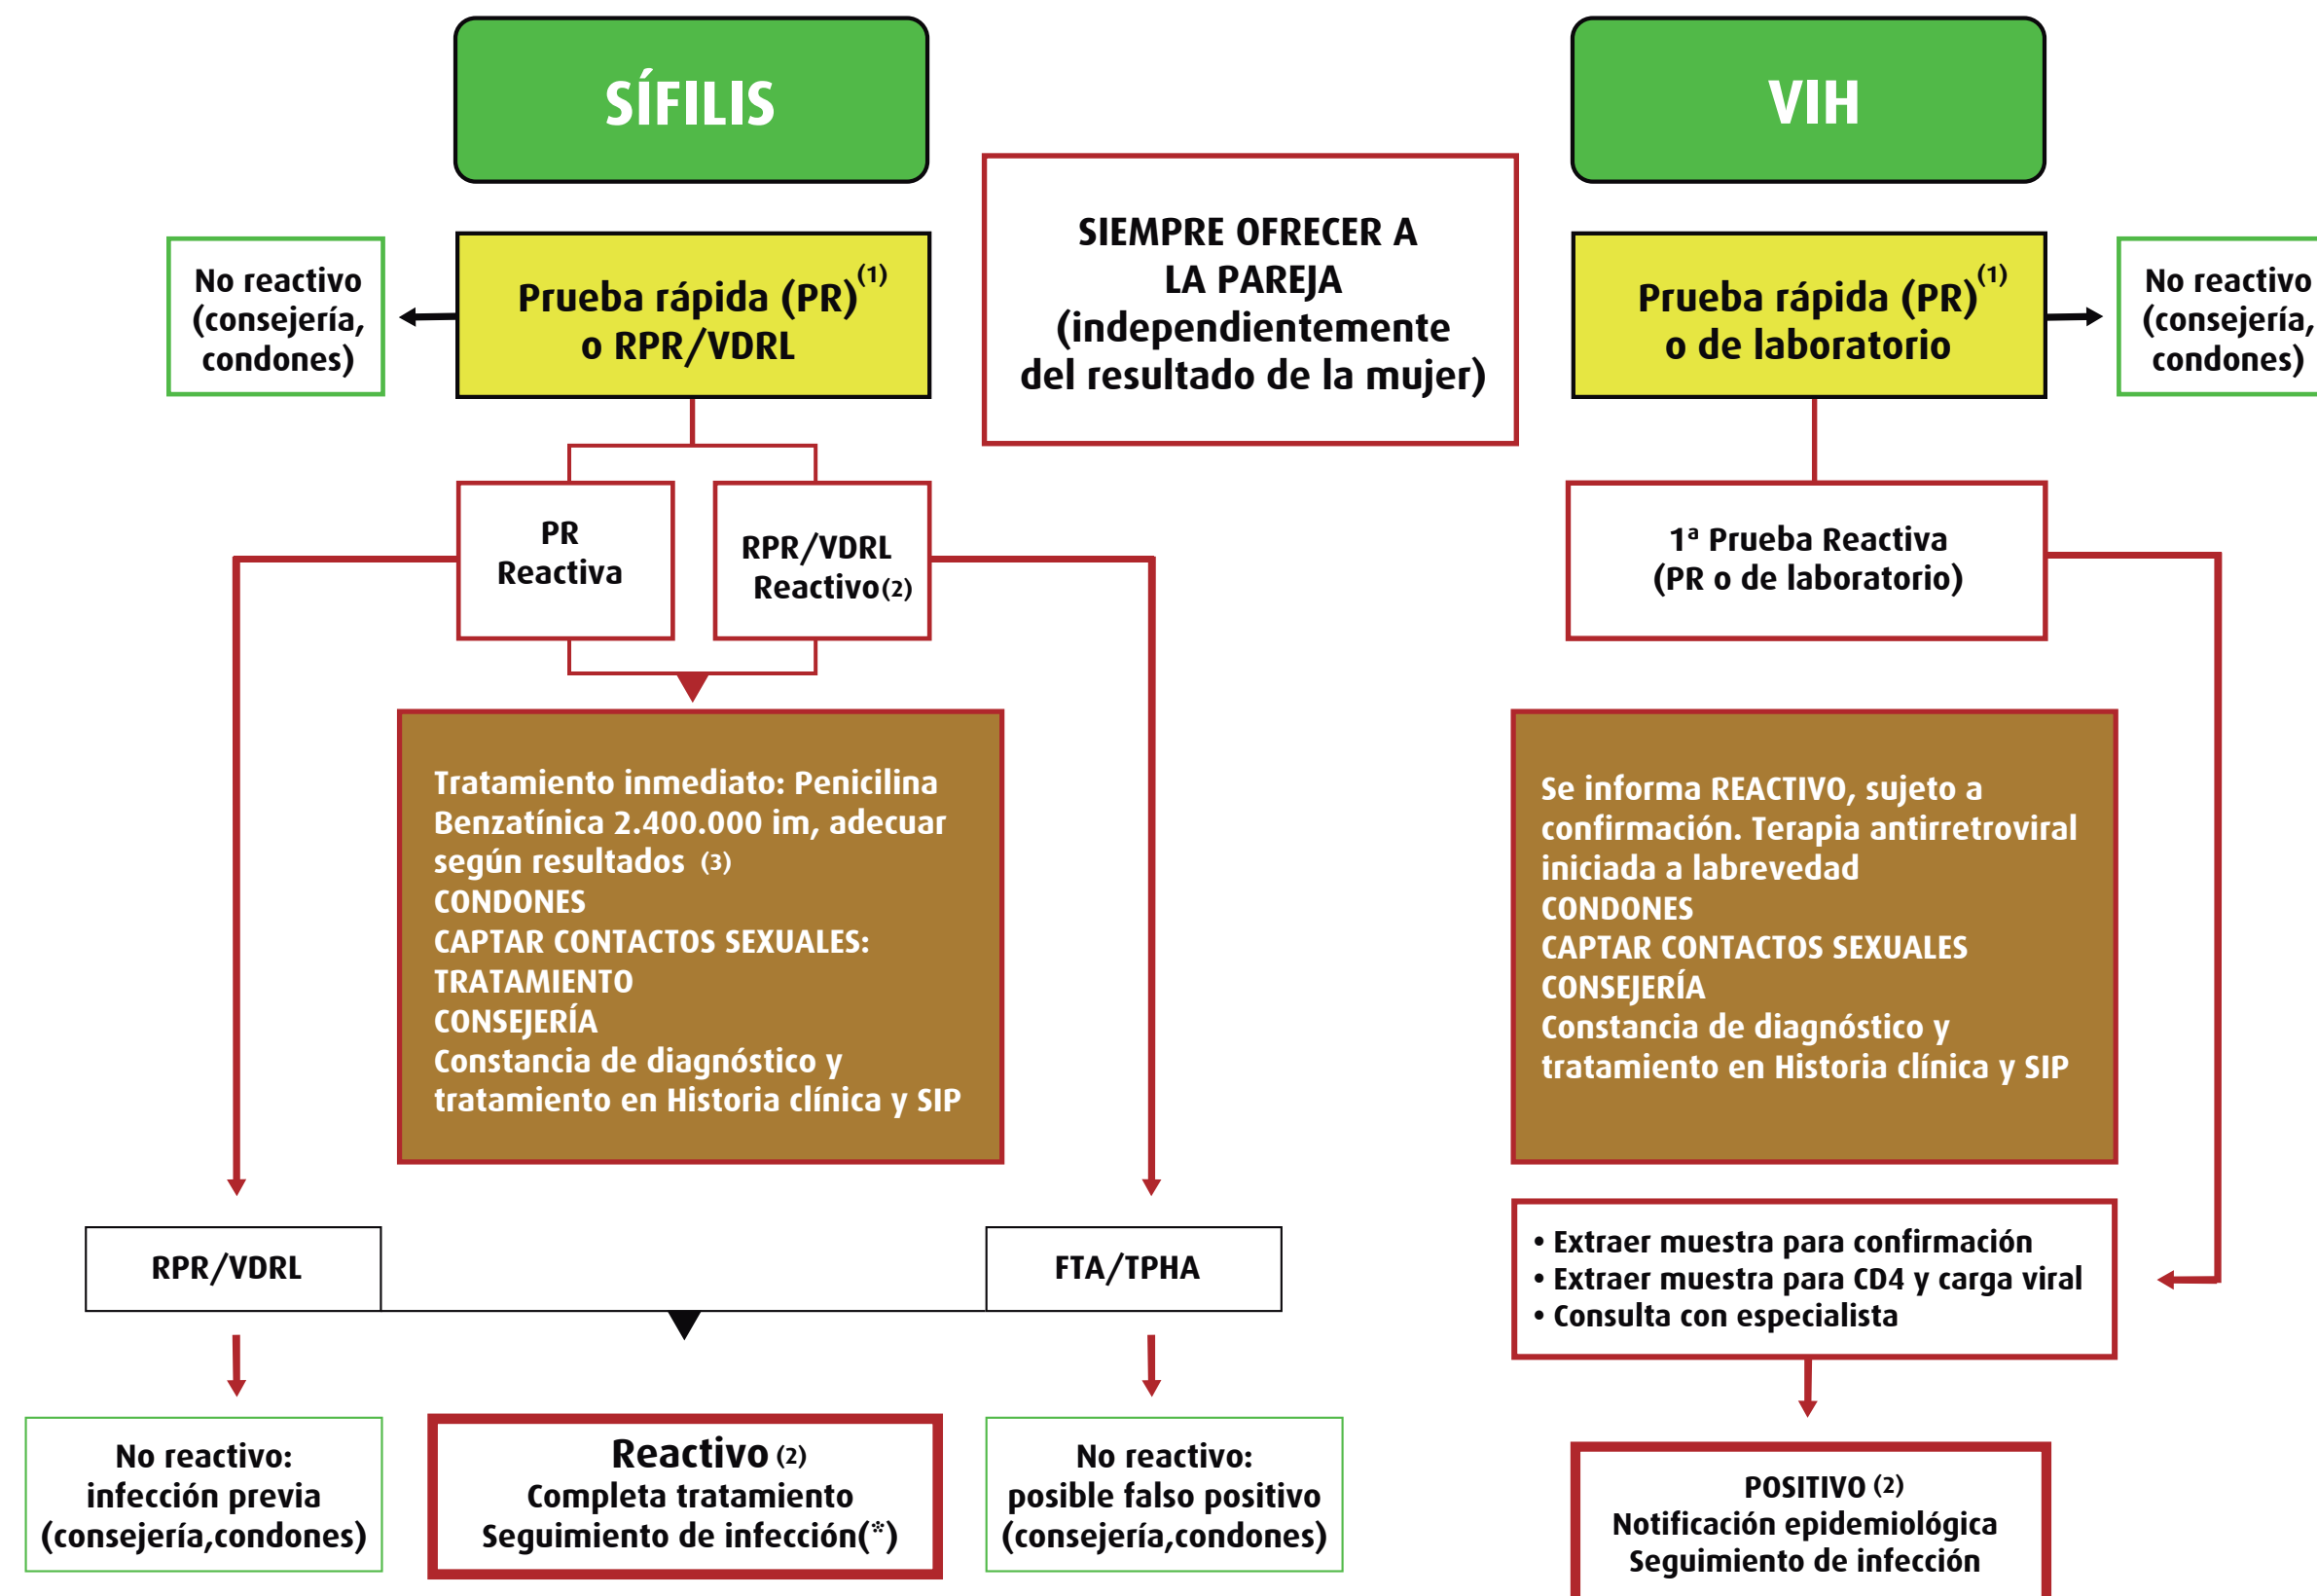 SÍFILIS
VIH
SIEMPRE OFRECER A
LA PAREJA
(independientemente
del resultado de la mujer)
No reactivo
(consejería,
condones)
Prueba rápida (PR)(1)
o RPR/VDRL
Prueba rápida (PR)(1)
o de laboratorio
No reactivo
(consejería,
condones)
PR
Reactiva
RPR/VDRL
Reactivo(2)
1ª Prueba Reactiva
(PR o de laboratorio)
Tratamiento inmediato: Penicilina
Benzatínica 2.400.000 im, adecuar
según resultados (3)
CONDONES
CAPTAR CONTACTOS SEXUALES:
TRATAMIENTO
CONSEJERÍA
Constancia de diagnóstico y
tratamiento en Historia clínica y SIP
Se informa REACTIVO, sujeto a
confirmación. Terapia antirretroviral
iniciada a labrevedad
CONDONES
CAPTAR CONTACTOS SEXUALES
CONSEJERÍA
Constancia de diagnóstico y
tratamiento en Historia clínica y SIP
RPR/VDRL
FTA/TPHA
• Extraer muestra para confirmación
• Extraer muestra para CD4 y carga viral
• Consulta con especialista
No reactivo:
infección previa
(consejería,condones)
Reactivo (2)
Completa tratamiento
Seguimiento de infección(*)
No reactivo:
posible falso positivo
(consejería,condones)
POSITIVO (2)
Notificación epidemiológica
Seguimiento de infección